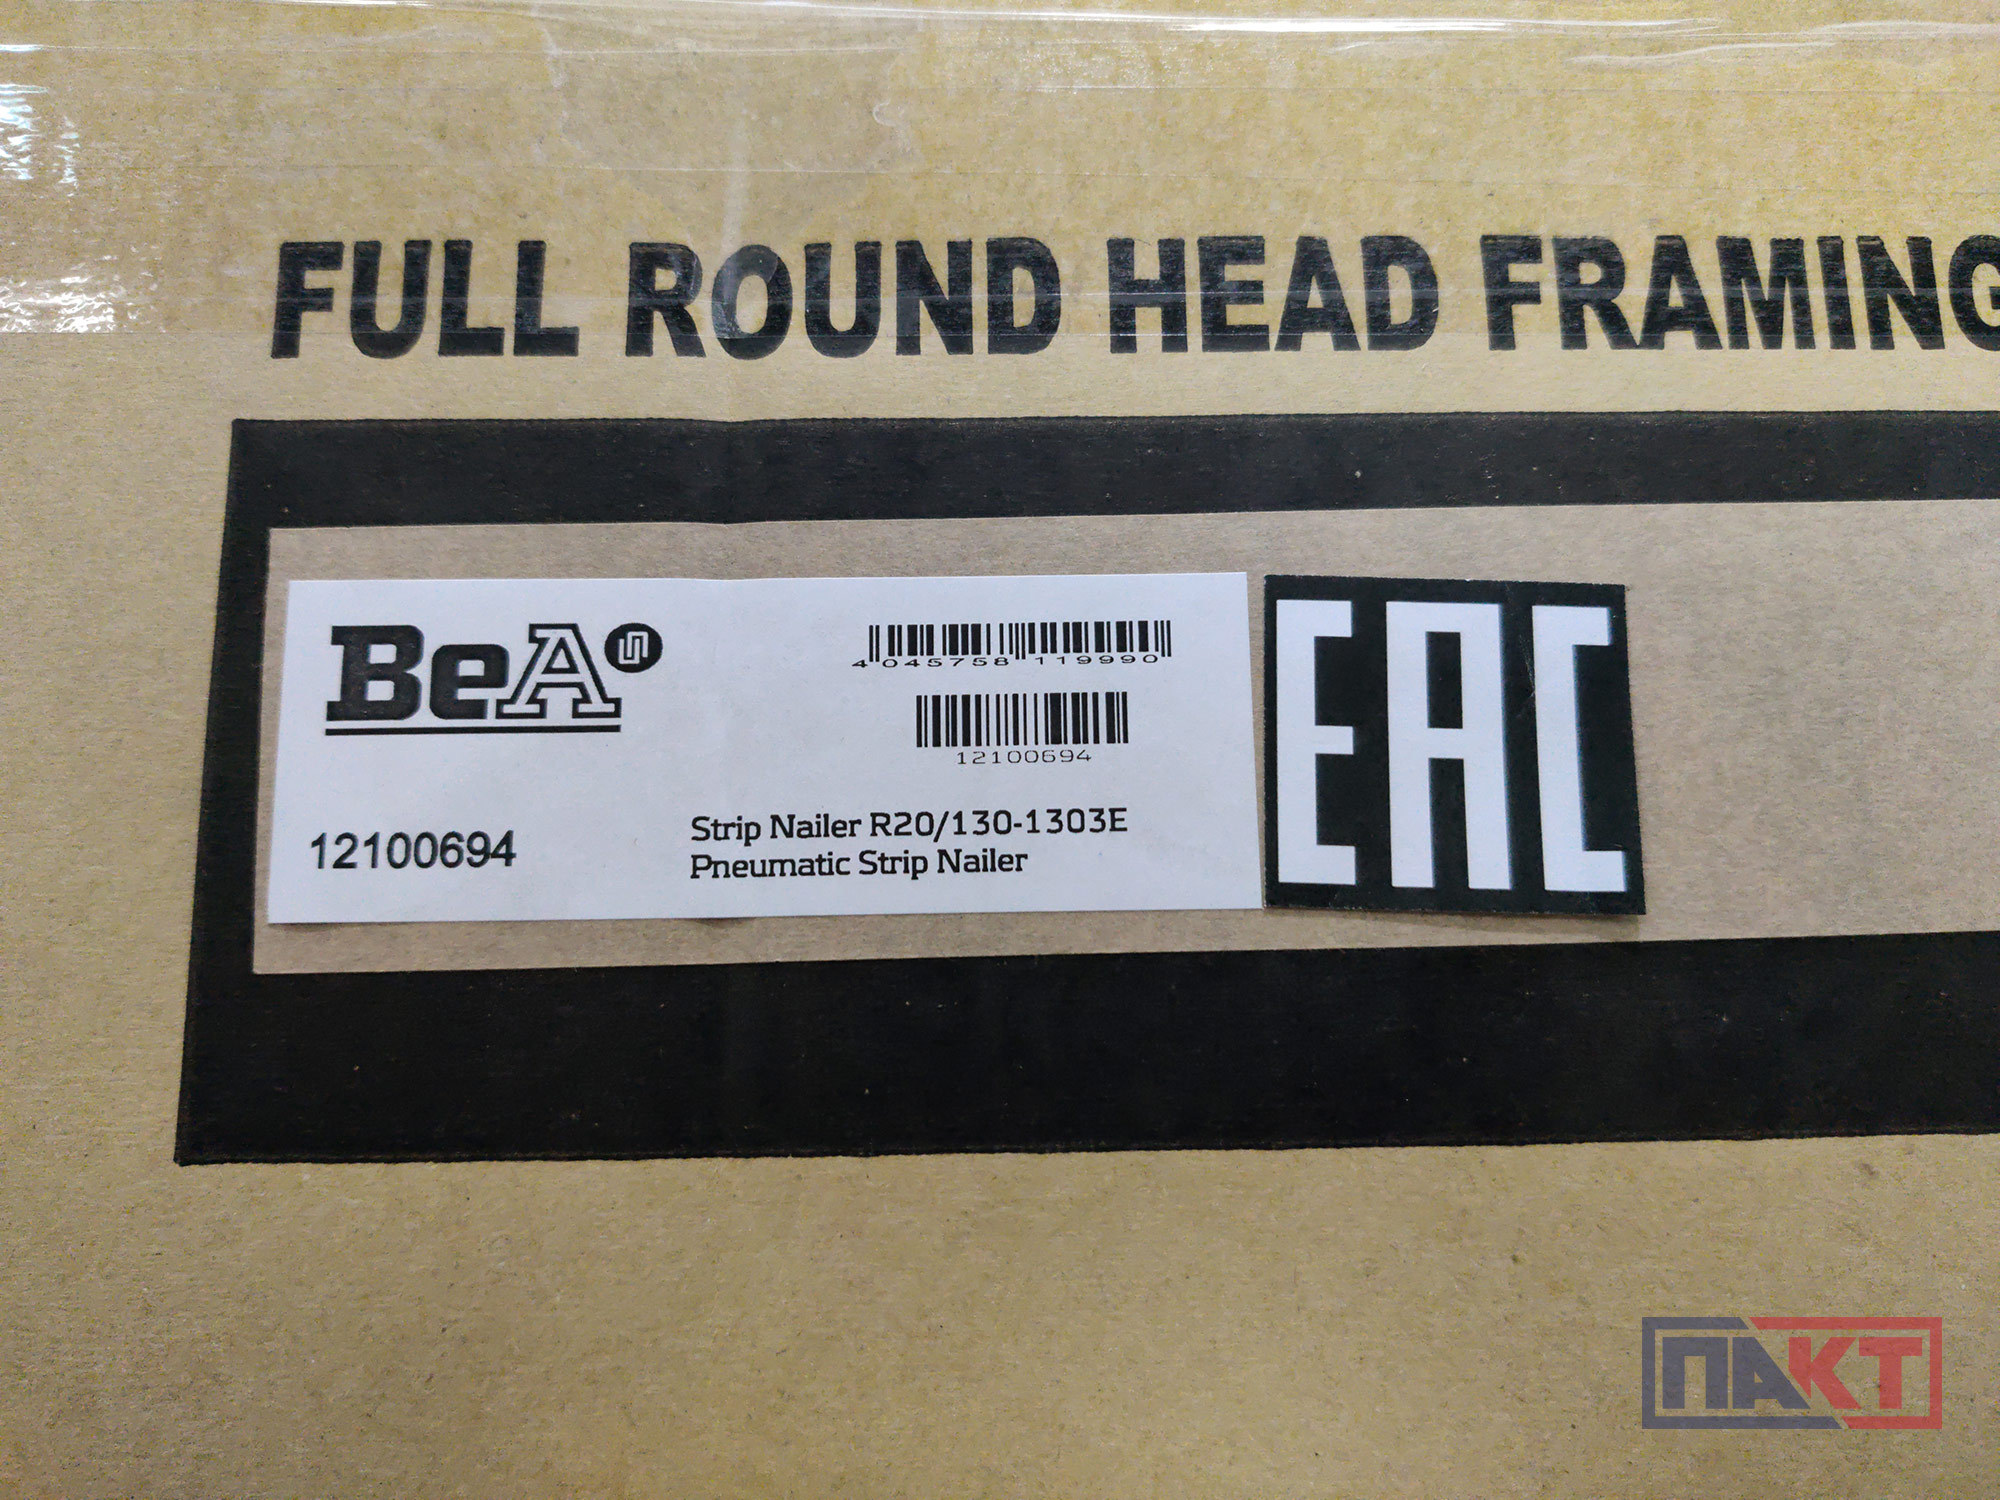 FULL ROUND HEAD FRAMING
BeA
4 045758 119990
12100694
12100694
Strip Nailer R20/130-1303E
Pneumatic Strip Nailer
EAC
ПАКТ